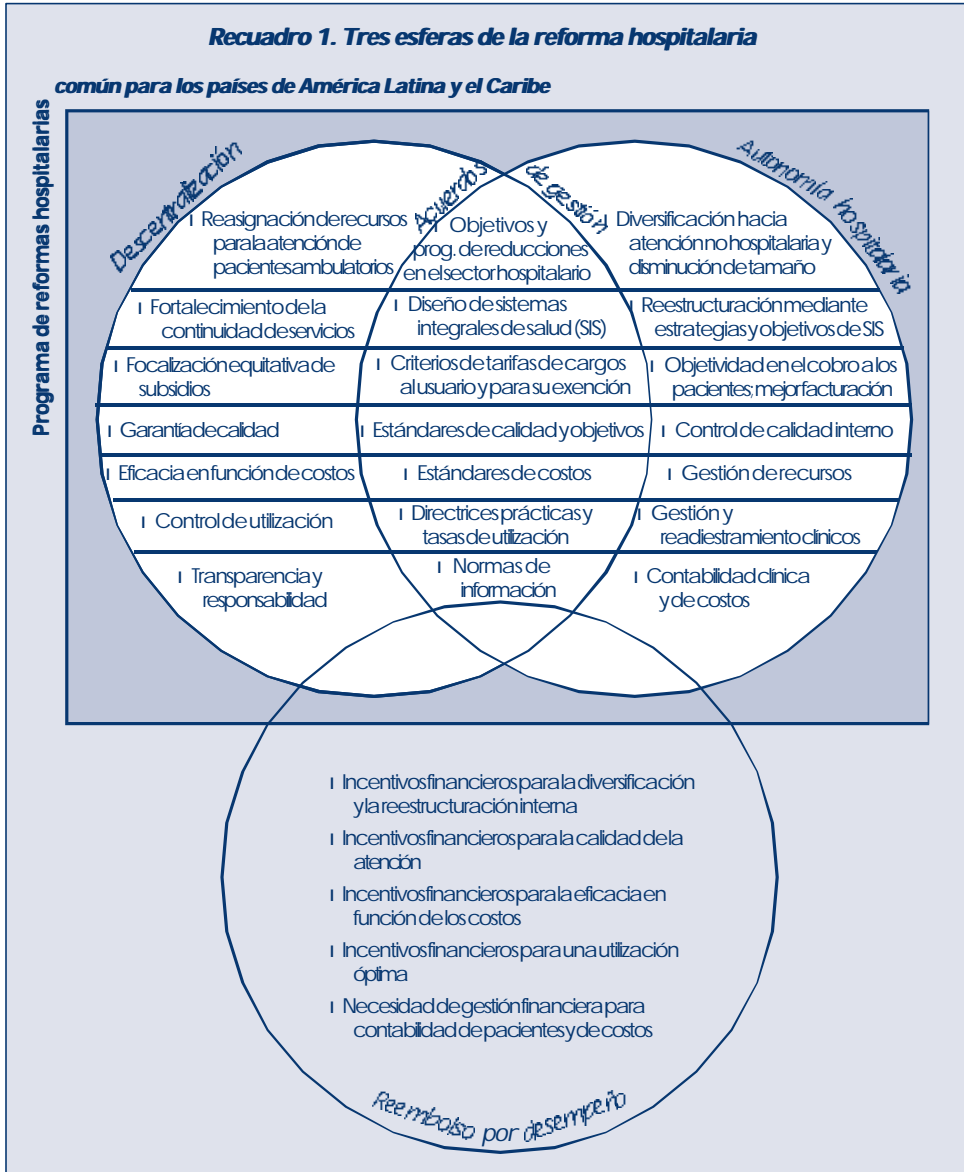 Recuadro 1. Tres esferas de la reforma hospitalaria
común para los países de América Latina y el Caribe
Programa de reformas hospitalarias
Descentralización
Acuerdos de gestión
Autonomía hospitalaria
ı Reasignación de recursos
para la atención de
pacientes ambulatorios
ı Objetivos y
prog. de reducciones
en el sector hospitalario
ı Diversificación hacia
atención no hospitalaria y
disminución de tamaño
ı Fortalecimiento de la
continuidad de servicios
ı Diseño de sistemas
integrales de salud (SIS)
ı Reestructuración mediante
estrategias y objetivos de SIS
ı Focalización equitativa de
subsidios
ı Criterios de tarifas de cargos
al usuario y para su exención
ı Objetividad en el cobro a los
pacientes; mejor facturación
ı Garantía de calidad
ı Estándares de calidad y objetivos
ı Control de calidad interno
ı Eficacia en función de costos
ı Estándares de costos
ı Gestión de recursos
ı Control de utilización
ı Directrices prácticas y
tasas de utilización
ı Gestión y
readiestramiento clínicos
ı Transparencia y
responsabilidad
ı Normas de
información
ı Contabilidad clínica
y de costos
ı Incentivos financieros para la diversificación
y la reestructuración interna
ı Incentivos financieros para la calidad de la
atención
ı Incentivos financieros para la eficacia en
función de los costos
ı Incentivos financieros para una utilización
óptima
ı Necesidad de gestión financiera para
contabilidad de pacientes y de costos
Reembolso por desempeño